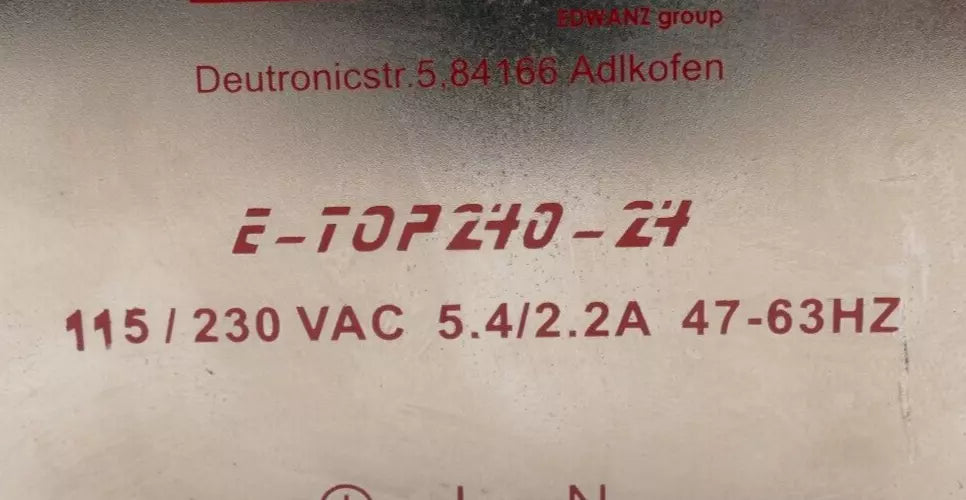 EDWANZ group
Deutronicstr.5,84166 Adlkofen
E-TOP240-24
115 / 230 VAC 5.4/2.2A 47-63HZ
L N